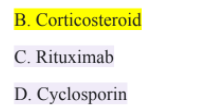 B. Corticosteroid
C. Rituximab
D. Cyclosporin